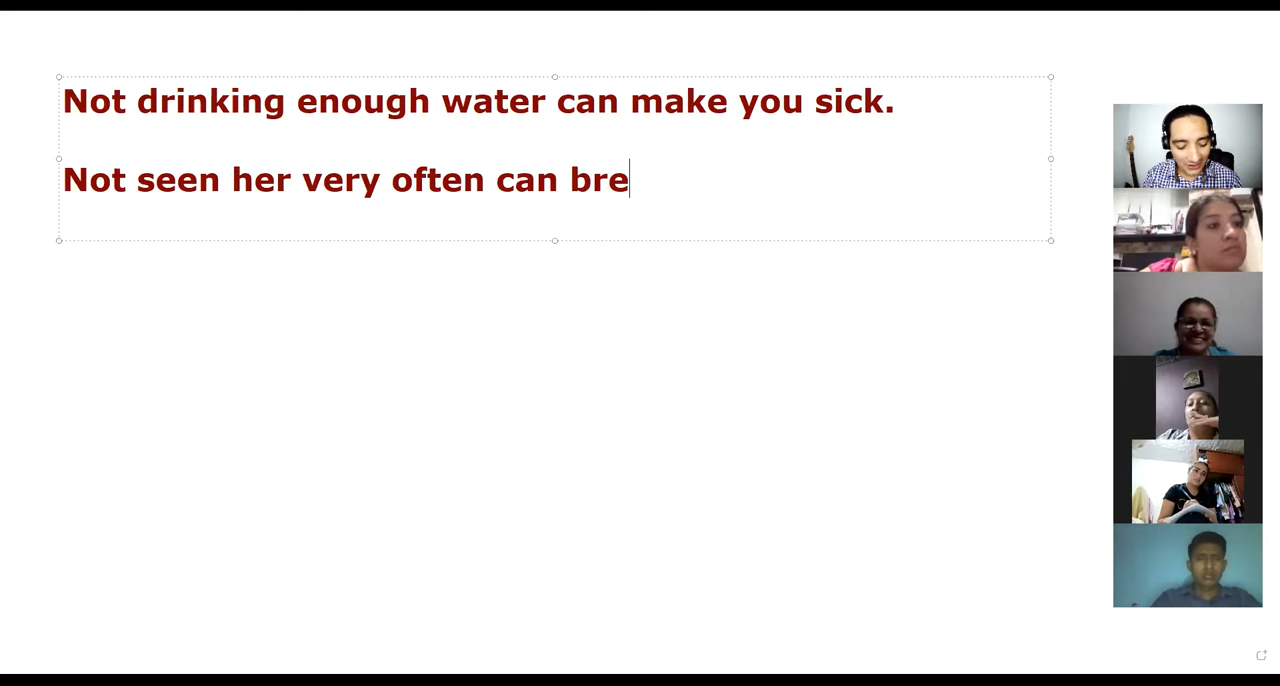 Not drinking enough water can make you sick.
Not seen her very often can bre